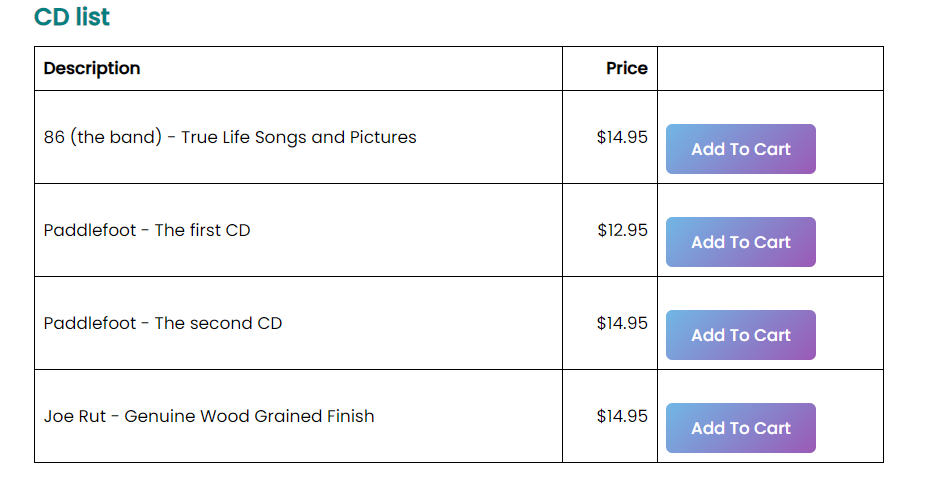 CD list
Description Price
86 (the band) - True Life Songs and Pictures $14.95 Add To Cart
Paddlefoot - The first CD $12.95 Add To Cart
Paddlefoot - The second CD $14.95 Add To Cart
Joe Rut - Genuine Wood Grained Finish $14.95 Add To Cart